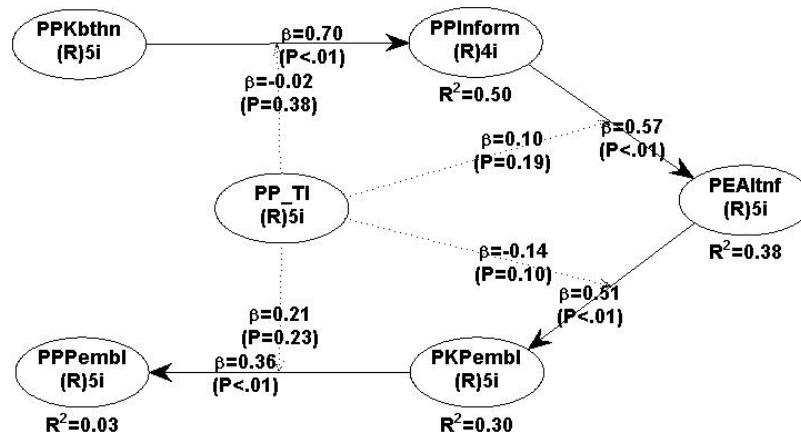 PPKbthn
(R)5i
β=0.70
(P<.01)
PPInform
(R)4i
R²=0.50
β=-0.02
(P=0.38)
β=0.10
(P=0.19)
β=0.57
(P<.01)
PP_TI
(R)5i
PEAltnf
(R)5i
R²=0.38
β=-0.14
(P=0.10)
β=0.51
(P<.01)
β=0.21
(P=0.23)
β=0.36
(P<.01)
PPPembl
(R)5i
R²=0.03
PKPembl
(R)5i
R²=0.30